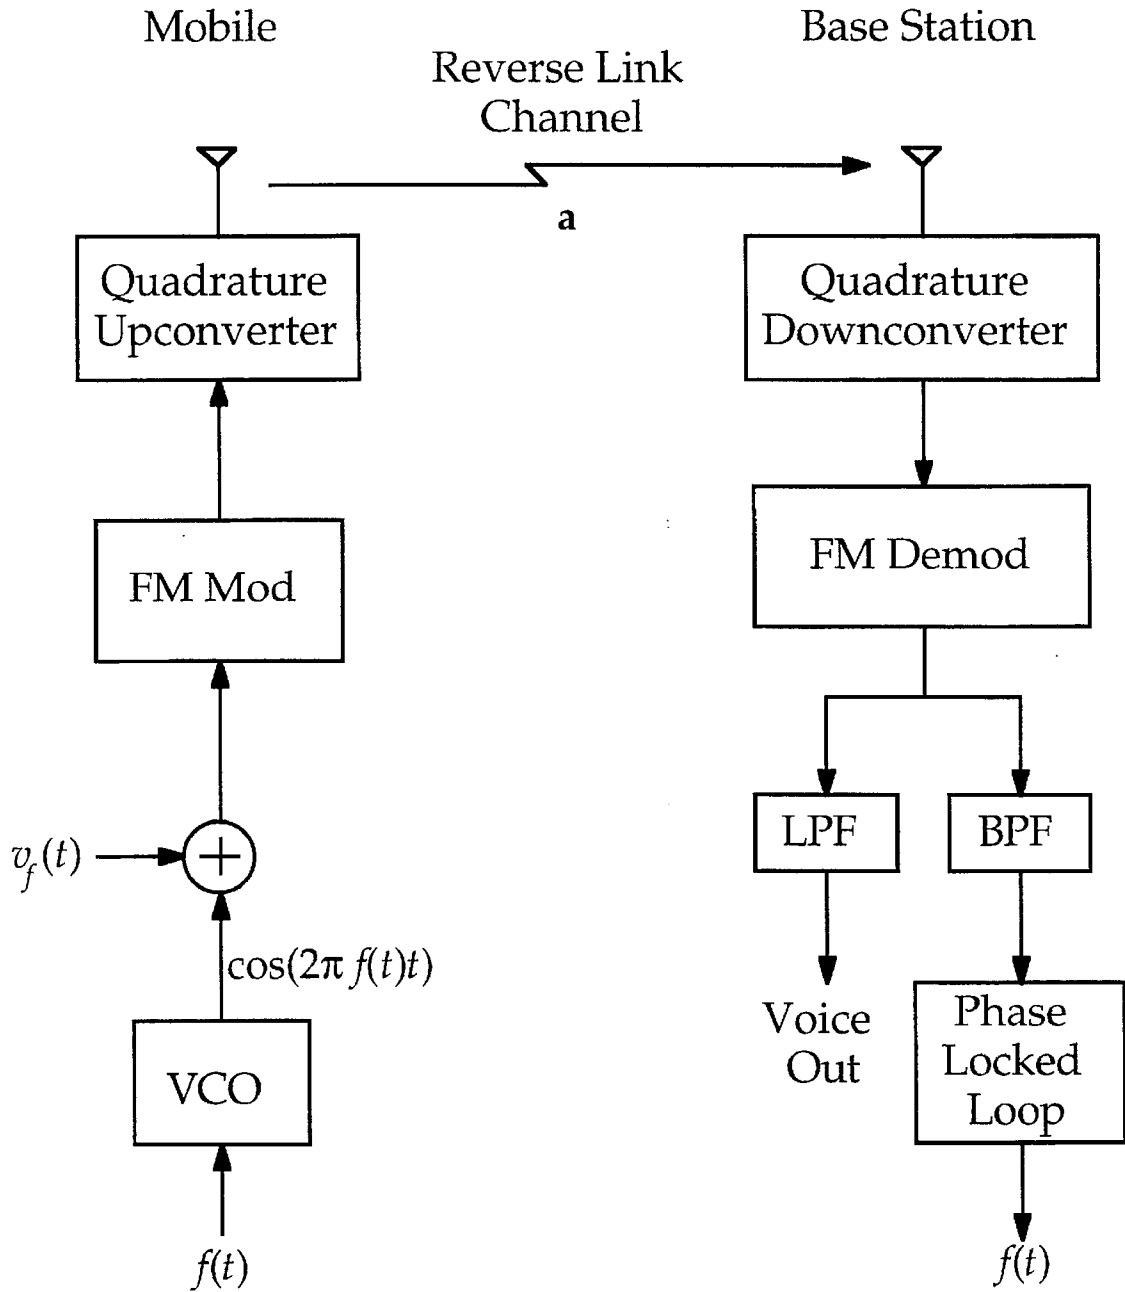 Mobile
Base Station
Reverse Link
Channel
a
Quadrature
Upconverter
Quadrature
Downconverter
FM Mod
FM Demod
v_f(t)
+
LPF
BPF
cos(2π f(t)t)
VCO
Voice
Out
Phase
Locked
Loop
f(t)
f(t)